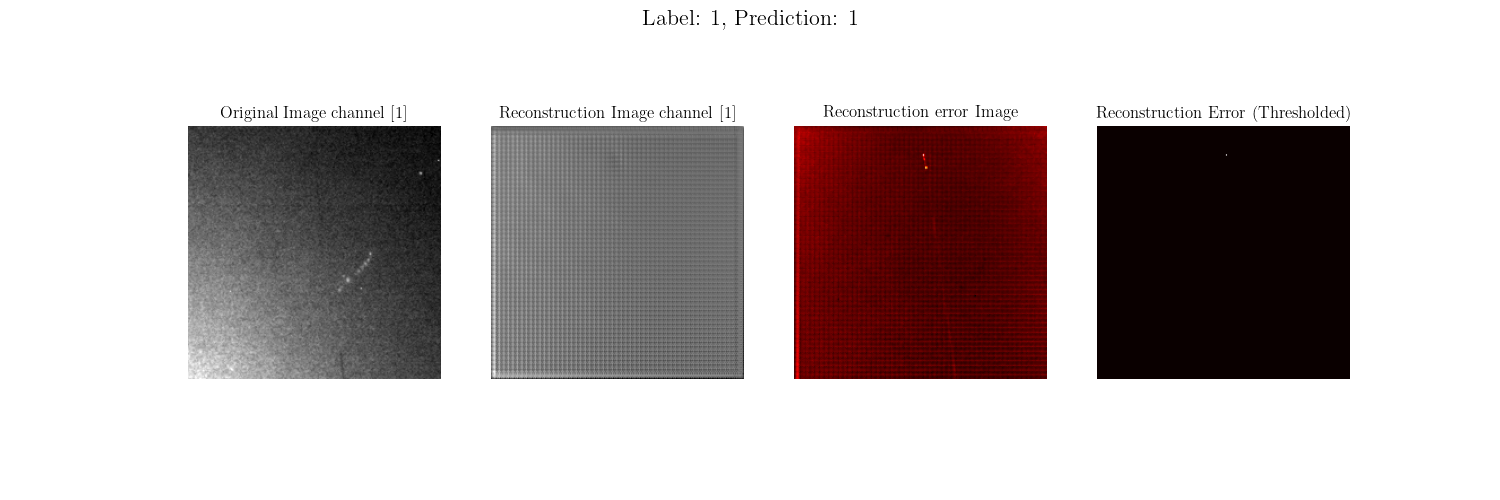 Label: 1, Prediction: 1
Original Image channel [1]
Reconstruction Image channel [1]
Reconstruction error Image
Reconstruction Error (Thresholded)